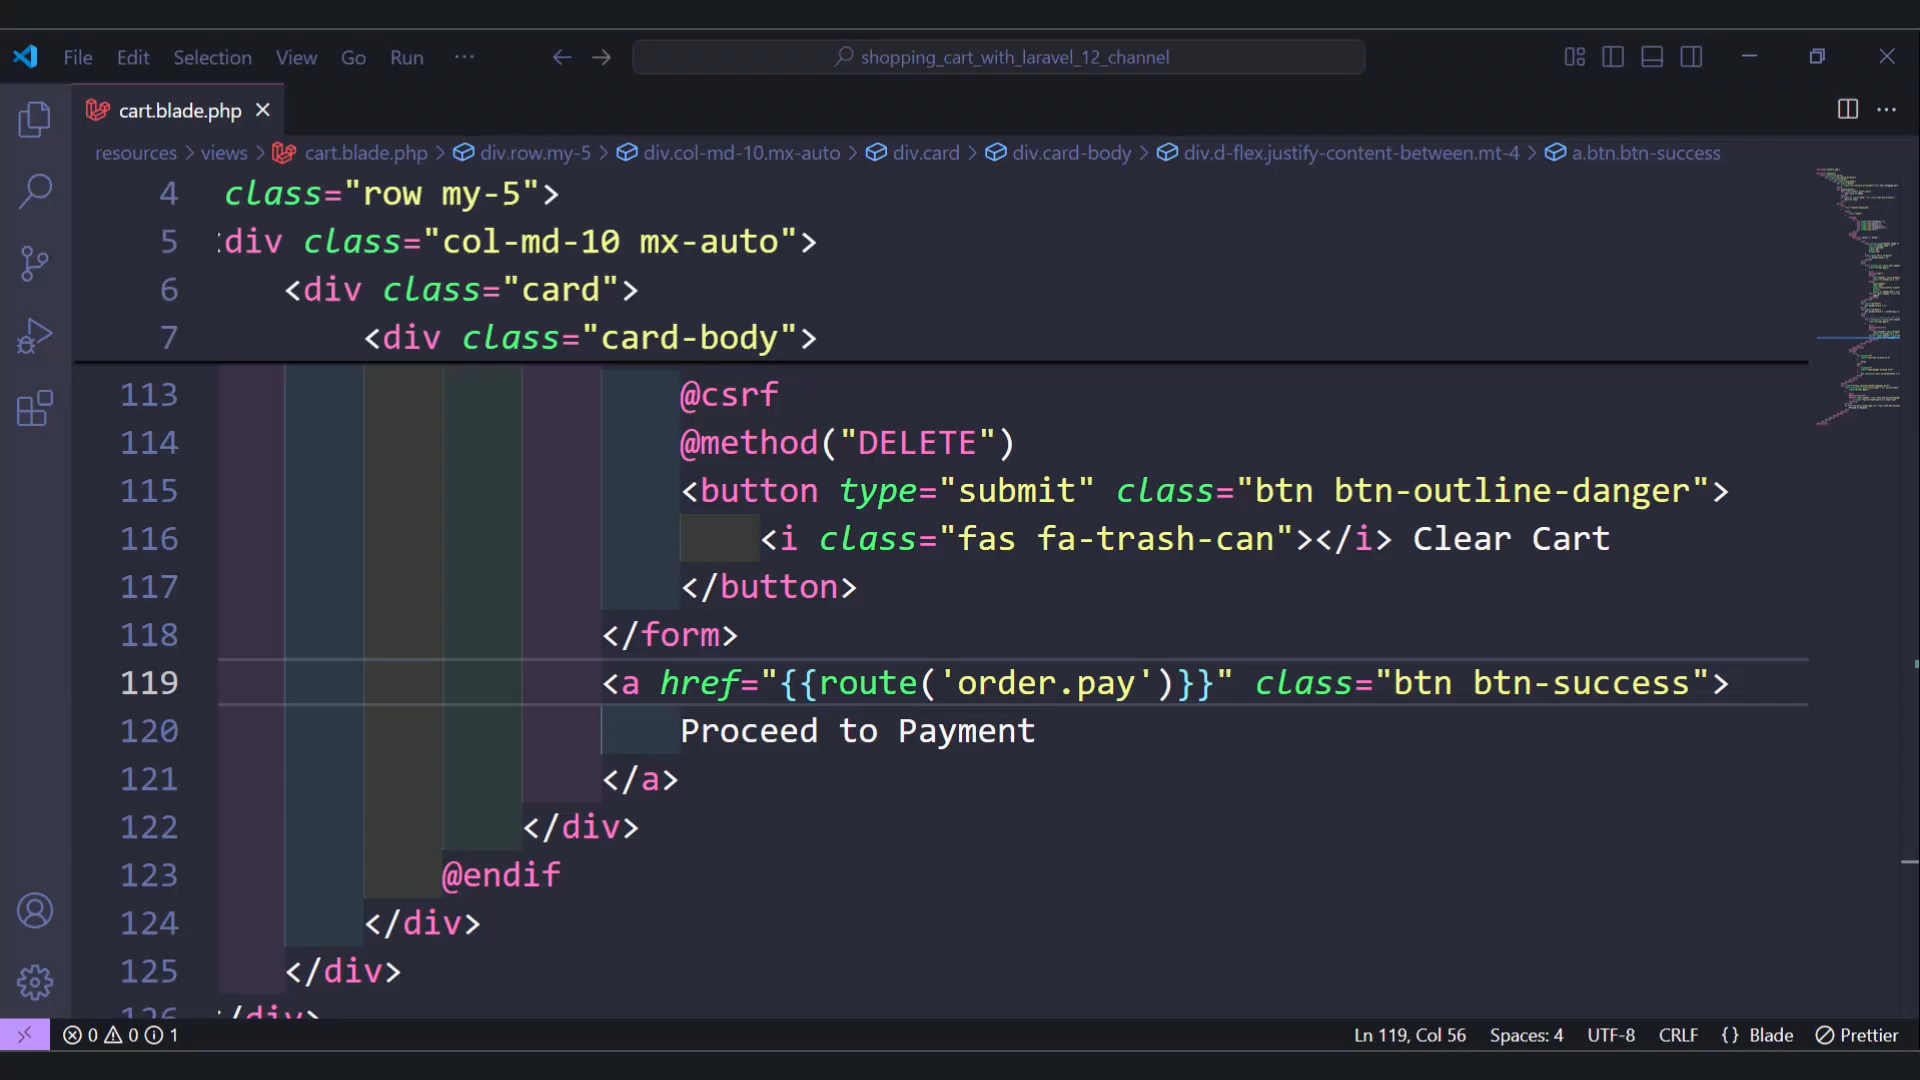 File Edit Selection View Go Run ··· shopping_cart_with_laravel_12_channel
cart.blade.php
resources > views > cart.blade.php > div.row.my-5 > div.col-md-10.mx-auto > div.card > div.card-body > div.d-flex.justify-content-between.mt-4 > a.btn.btn-success
4 class="row my-5">
5 div class="col-md-10 mx-auto">
6 <div class="card">
7 <div class="card-body">
113 @csrf
114 @method("DELETE")
115 <button type="submit" class="btn btn-outline-danger">
116 <i class="fas fa-trash-can"></i> Clear Cart
117 </button>
118 </form>
119 <a href="{{route('order.pay')}}" class="btn btn-success">
120 Proceed to Payment
121 </a>
122 </div>
123 @endif
124 </div>
125 </div>
126 /div>
0 0 1 Ln 119, Col 56 Spaces: 4 UTF-8 CRLF {} Blade Prettier